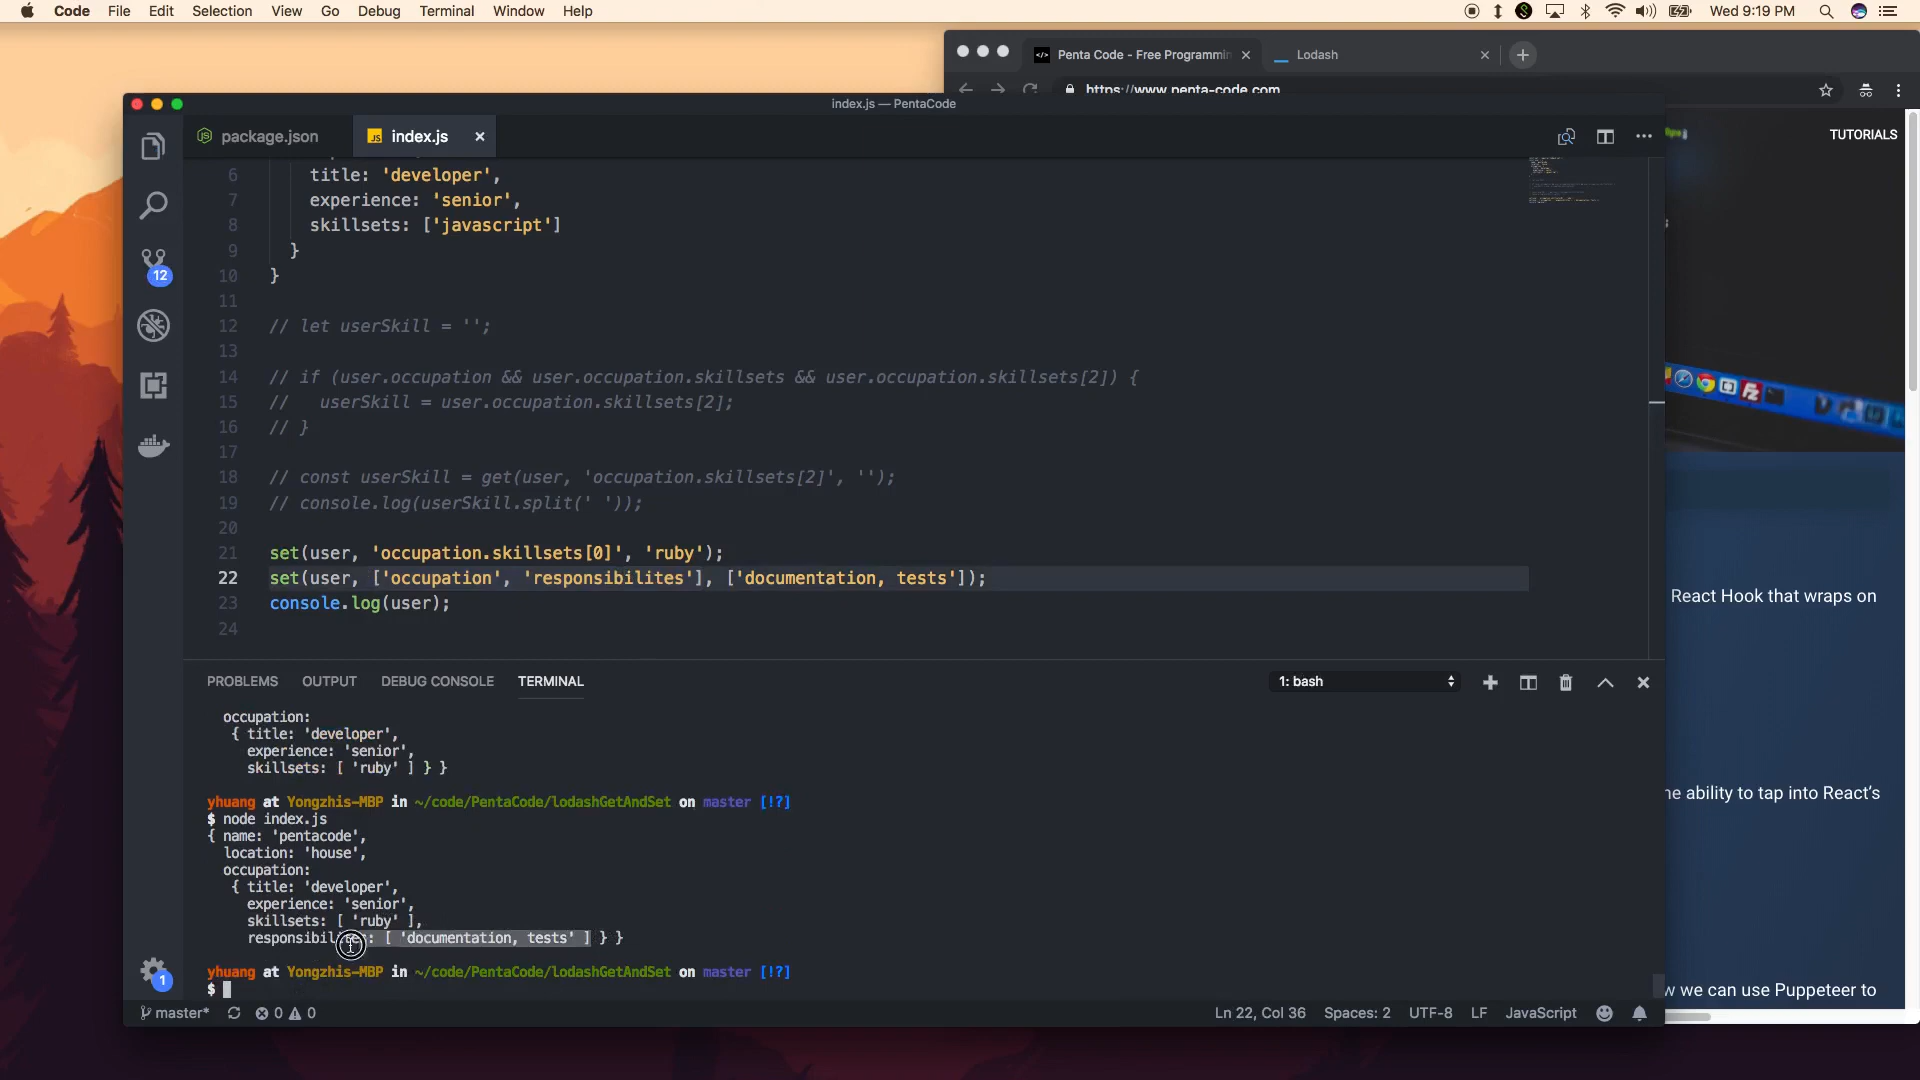 Code File Edit Selection View Go Debug Terminal Window Help
Wed 9:19 PM
Penta Code - Free Programmin
Lodash
https://www.penta-code.com
index.js — PentaCode
package.json
index.js
TUTORIALS
6 title: 'developer',
7 experience: 'senior',
8 skillsets: ['javascript']
9 }
10 }
11
12 // let userSkill = '';
13
14 // if (user.occupation && user.occupation.skillsets && user.occupation.skillsets[2]) {
15 // userSkill = user.occupation.skillsets[2];
16 // }
17
18 // const userSkill = get(user, 'occupation.skillsets[2]', '');
19 // console.log(userSkill.split(' '));
20
21 set(user, 'occupation.skillsets[0]', 'ruby');
22 set(user, ['occupation', 'responsibilites'], ['documentation, tests']);
23 console.log(user);
24
12
React Hook that wraps on
he ability to tap into React's
w we can use Puppeteer to
PROBLEMS OUTPUT DEBUG CONSOLE TERMINAL
1: bash
occupation:
{ title: 'developer',
experience: 'senior',
skillsets: [ 'ruby' ] } }
yhuang at Yongzhis-MBP in ~/code/PentaCode/lodashGetAndSet on master [!?]
$ node index.js
{ name: 'pentacode',
location: 'house',
occupation:
{ title: 'developer',
experience: 'senior',
skillsets: [ 'ruby' ],
responsibilites: [ 'documentation, tests' ] } }
yhuang at Yongzhis-MBP in ~/code/PentaCode/lodashGetAndSet on master [!?]
$
1
master* 0 0
Ln 22, Col 36 Spaces: 2 UTF-8 LF JavaScript